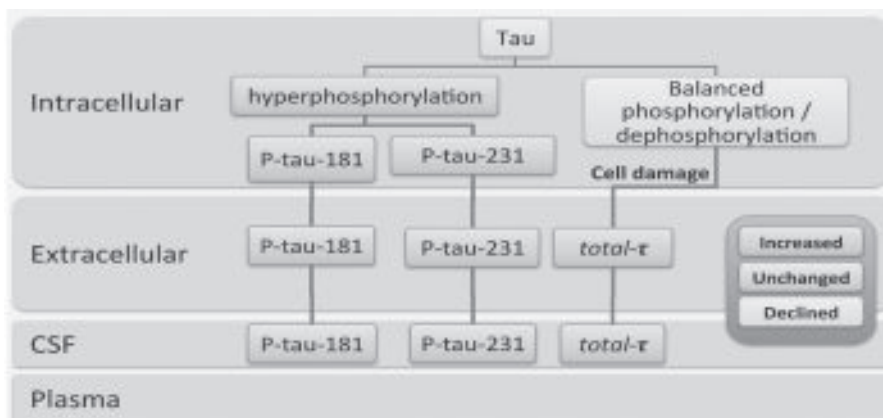 Tau
Intracellular
hyperphosphorylation
Balanced
phosphorylation /
dephosphorylation
P-tau-181
P-tau-231
Cell damage
Extracellular
P-tau-181
P-tau-231
total-τ
Increased
Unchanged
Declined
CSF
P-tau-181
P-tau-231
total-τ
Plasma